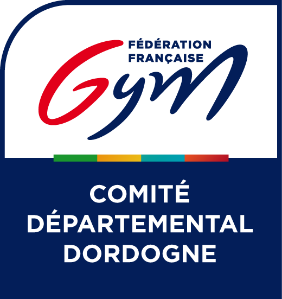 FÉDÉRATION
FRANÇAISE
Gym
COMITÉ
DÉPARTEMENTAL
DORDOGNE